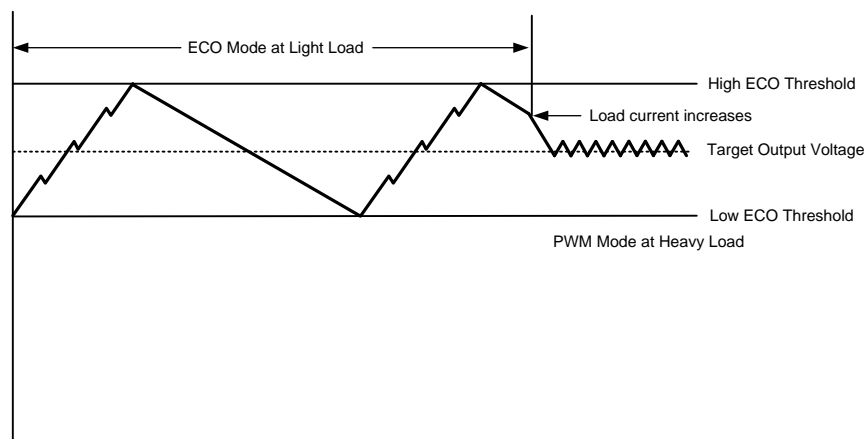 ECO Mode at Light Load
High ECO Threshold
Load current increases
Target Output Voltage
Low ECO Threshold
PWM Mode at Heavy Load